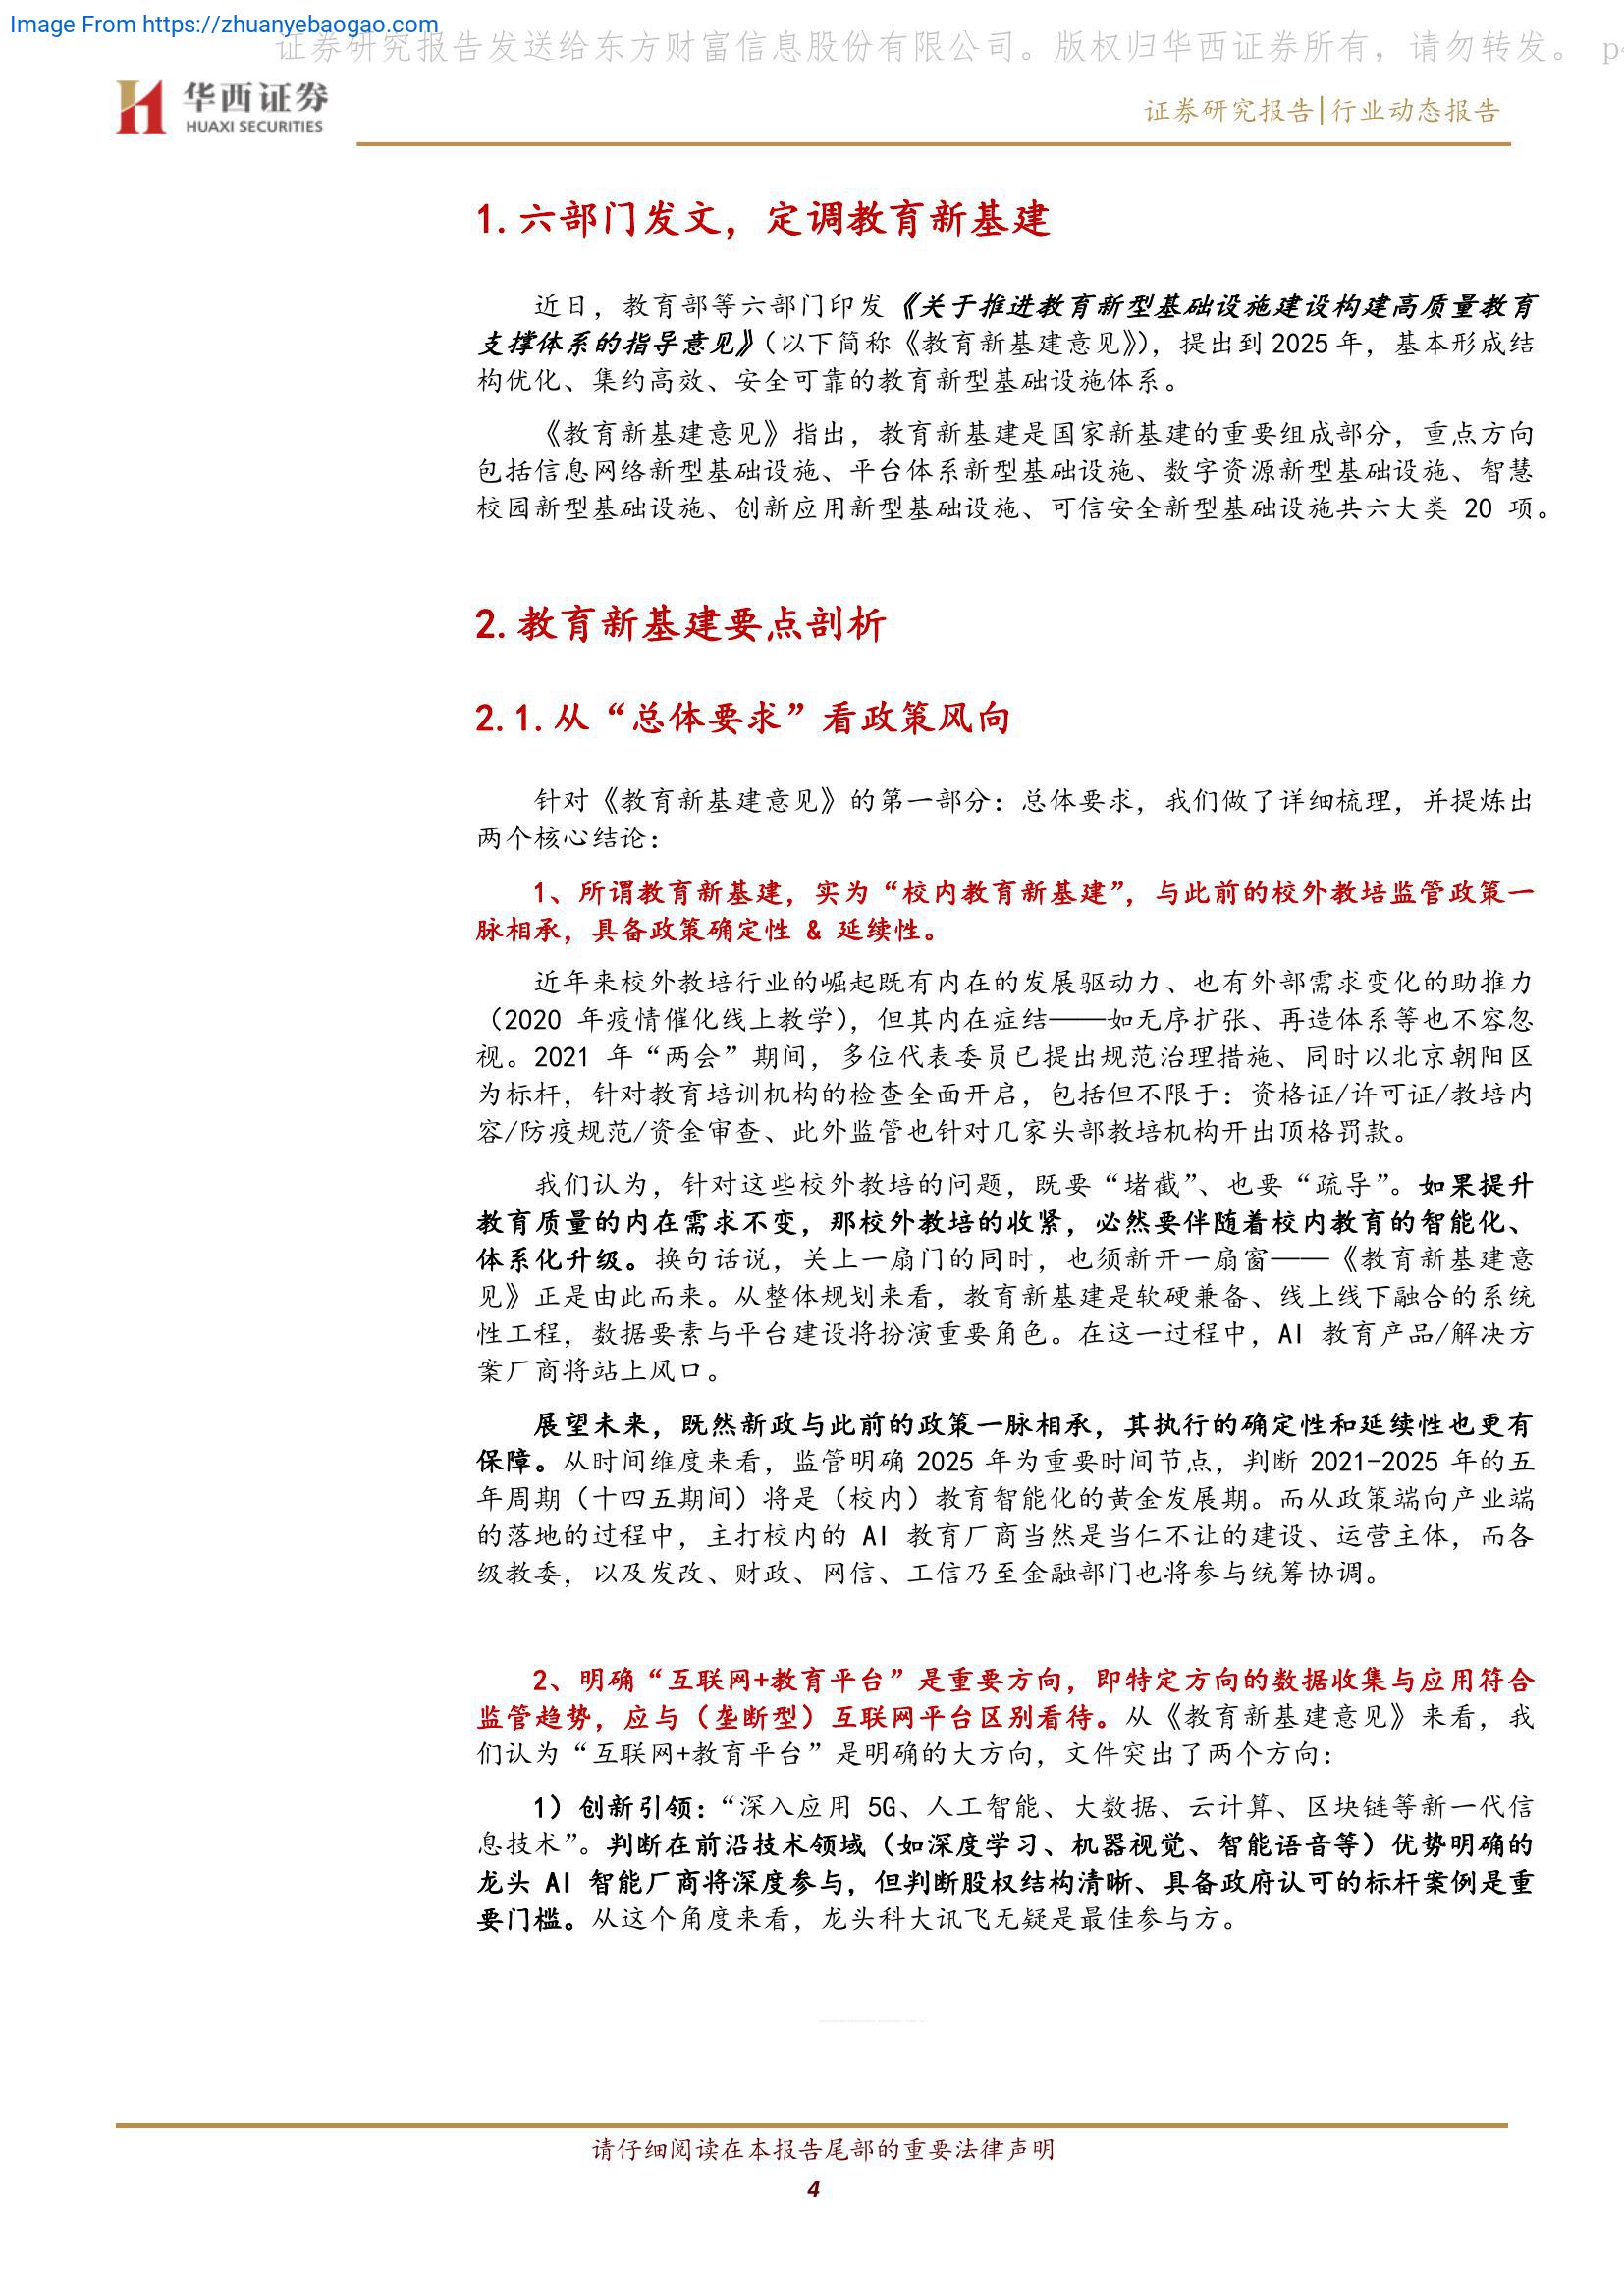 Image From https://zhuanyebaogao.com
证券研究报告发送给东方财富信息股份有限公司。版权归华西证券所有，请勿转发。 p4
华西证券
HUAXI SECURITIES
证券研究报告|行业动态报告
1.六部门发文，定调教育新基建
近日，教育部等六部门印发《关于推进教育新型基础设施建设构建高质量教育
支撑体系的指导意见》（以下简称《教育新基建意见》），提出到 2025 年，基本形成结
构优化、集约高效、安全可靠的教育新型基础设施体系。
《教育新基建意见》指出，教育新基建是国家新基建的重要组成部分，重点方向
包括信息网络新型基础设施、平台体系新型基础设施、数字资源新型基础设施、智慧
校园新型基础设施、创新应用新型基础设施、可信安全新型基础设施共六大类 20 项。
2.教育新基建要点剖析
2.1.从“总体要求”看政策风向
针对《教育新基建意见》的第一部分：总体要求，我们做了详细梳理，并提炼出
两个核心结论：
1、所谓教育新基建，实为“校内教育新基建”，与此前的校外教培监管政策一
脉相承，具备政策确定性 & 延续性。
近年来校外教培行业的崛起既有内在的发展驱动力、也有外部需求变化的助推力
（2020 年疫情催化线上教学），但其内在症结——如无序扩张、再造体系等也不容忽
视。2021 年“两会”期间，多位代表委员已提出规范治理措施、同时以北京朝阳区
为标杆，针对教育培训机构的检查全面开启，包括但不限于：资格证/许可证/教培内
容/防疫规范/资金审查、此外监管也针对几家头部教培机构开出顶格罚款。
我们认为，针对这些校外教培的问题，既要“堵截”、也要“疏导”。如果提升
教育质量的内在需求不变，那校外教培的收紧，必然要伴随着校内教育的智能化、
体系化升级。换句话说，关上一扇门的同时，也须新开一扇窗——《教育新基建意
见》正是由此而来。从整体规划来看，教育新基建是软硬兼备、线上线下融合的系统
性工程，数据要素与平台建设将扮演重要角色。在这一过程中，AI 教育产品/解决方
案厂商将站上风口。
展望未来，既然新政与此前的政策一脉相承，其执行的确定性和延续性也更有
保障。从时间维度来看，监管明确 2025 年为重要时间节点，判断 2021-2025 年的五
年周期（十四五期间）将是（校内）教育智能化的黄金发展期。而从政策端向产业端
的落地的过程中，主打校内的 AI 教育厂商当然是当仁不让的建设、运营主体，而各
级教委，以及发改、财政、网信、工信乃至金融部门也将参与统筹协调。
2、明确“互联网+教育平台”是重要方向，即特定方向的数据收集与应用符合
监管趋势，应与（垄断型）互联网平台区别看待。从《教育新基建意见》来看，我
们认为“互联网+教育平台”是明确的大方向，文件突出了两个方向：
1）创新引领：“深入应用 5G、人工智能、大数据、云计算、区块链等新一代信
息技术”。判断在前沿技术领域（如深度学习、机器视觉、智能语音等）优势明确的
龙头 AI 智能厂商将深度参与，但判断股权结构清晰、具备政府认可的标杆案例是重
要门槛。从这个角度来看，龙头科大讯飞无疑是最佳参与方。
请仔细阅读在本报告尾部的重要法律声明
4